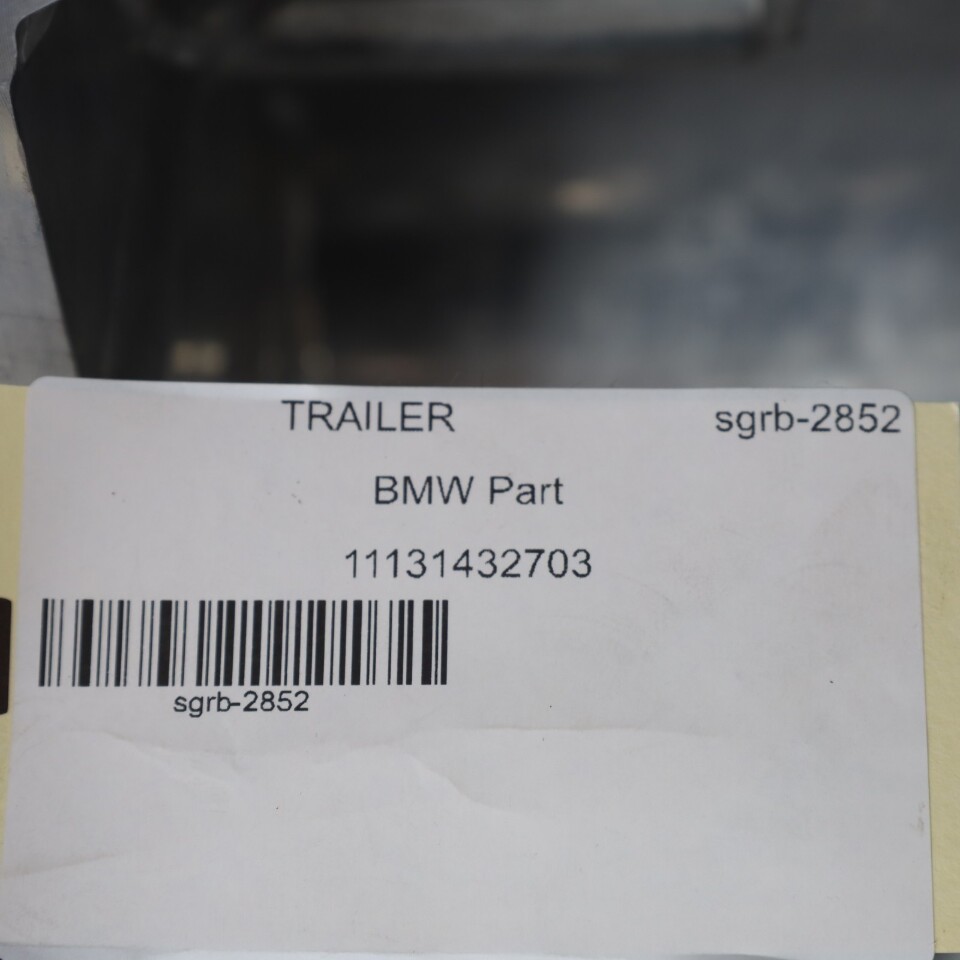 TRAILER sgrb-2852
BMW Part
11131432703
sgrb-2852